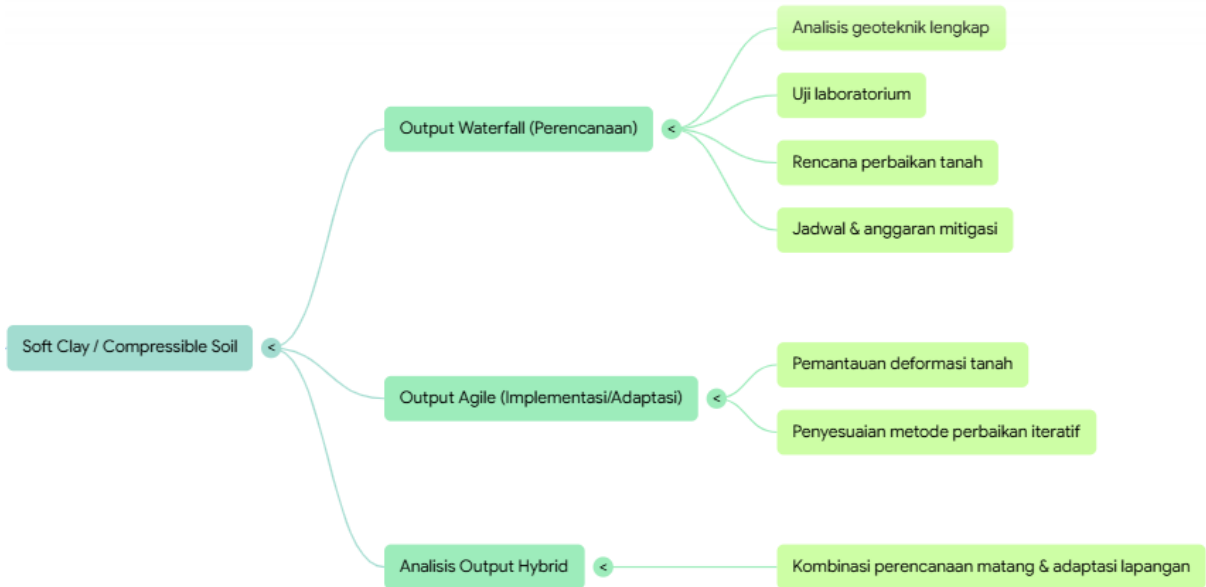 Soft Clay / Compressible Soil
<
Output Waterfall (Perencanaan)
<
Analisis geoteknik lengkap
Uji laboratorium
Rencana perbaikan tanah
Jadwal & anggaran mitigasi
Output Agile (Implementasi/Adaptasi)
<
Pemantauan deformasi tanah
Penyesuaian metode perbaikan iteratif
Analisis Output Hybrid
<
Kombinasi perencanaan matang & adaptasi lapangan